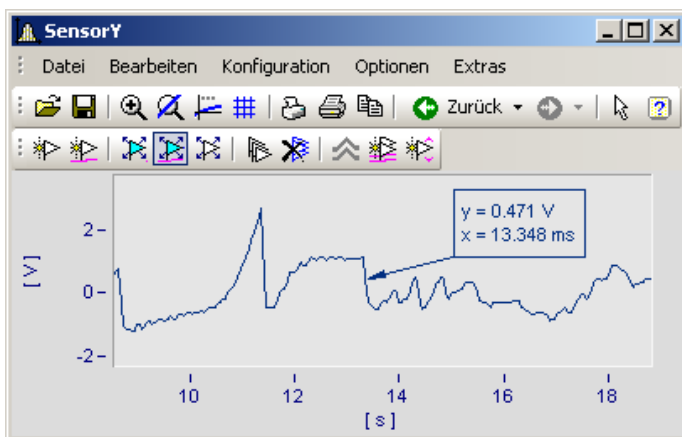 SensorY
Datei Bearbeiten Konfiguration Optionen Extras
Zurück
y = 0.471 V
x = 13.348 ms
2
0
-2
[V]
10 12 14 16 18
[s]